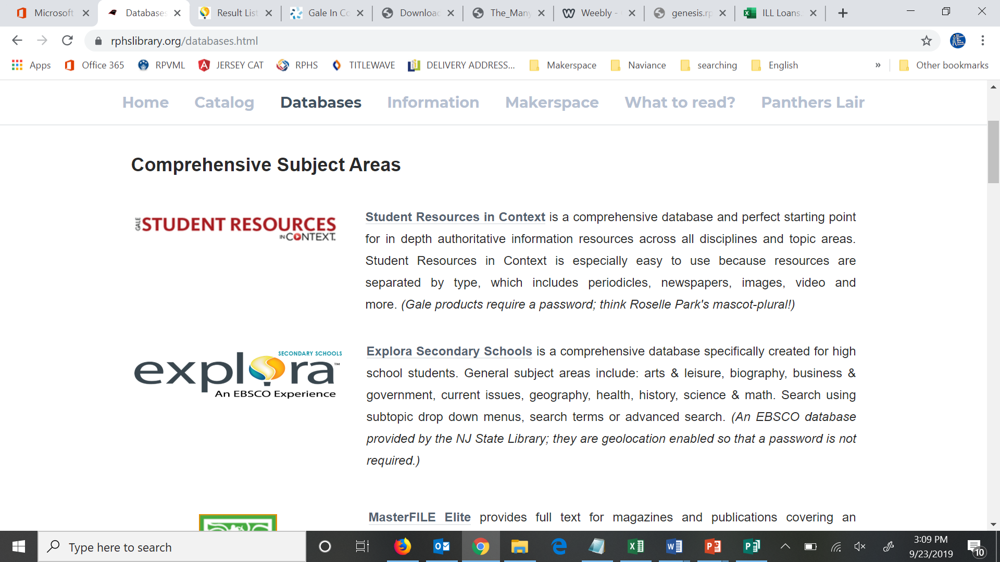 Microsoft
Databases
Result List
Gale In Co
Download
The_Many
Weebly -
genesis.rp
ILL Loans.
rphslibrary.org/databases.html
Apps Office 365 RPVML JERSEY CAT RPHS TITLEWAVE DELIVERY ADDRESS... Makerspace Naviance searching English » Other bookmarks
Home Catalog Databases Information Makerspace What to read? Panthers Lair
Comprehensive Subject Areas
GALE STUDENT RESOURCES
IN CONTEXT
Student Resources in Context is a comprehensive database and perfect starting point
for in depth authoritative information resources across all disciplines and topic areas.
Student Resources in Context is especially easy to use because resources are
separated by type, which includes periodicles, newspapers, images, video and
more. (Gale products require a password; think Roselle Park's mascot-plural!)
SECONDARY SCHOOLS
explora™
An EBSCO Experience
Explora Secondary Schools is a comprehensive database specifically created for high
school students. General subject areas include: arts & leisure, biography, business &
government, current issues, geography, health, history, science & math. Search using
subtopic drop down menus, search terms or advanced search. (An EBSCO database
provided by the NJ State Library; they are geolocation enabled so that a password is not
required.)
MasterFILE Elite provides full text for magazines and publications covering an
Type here to search
3:09 PM
9/23/2019
10